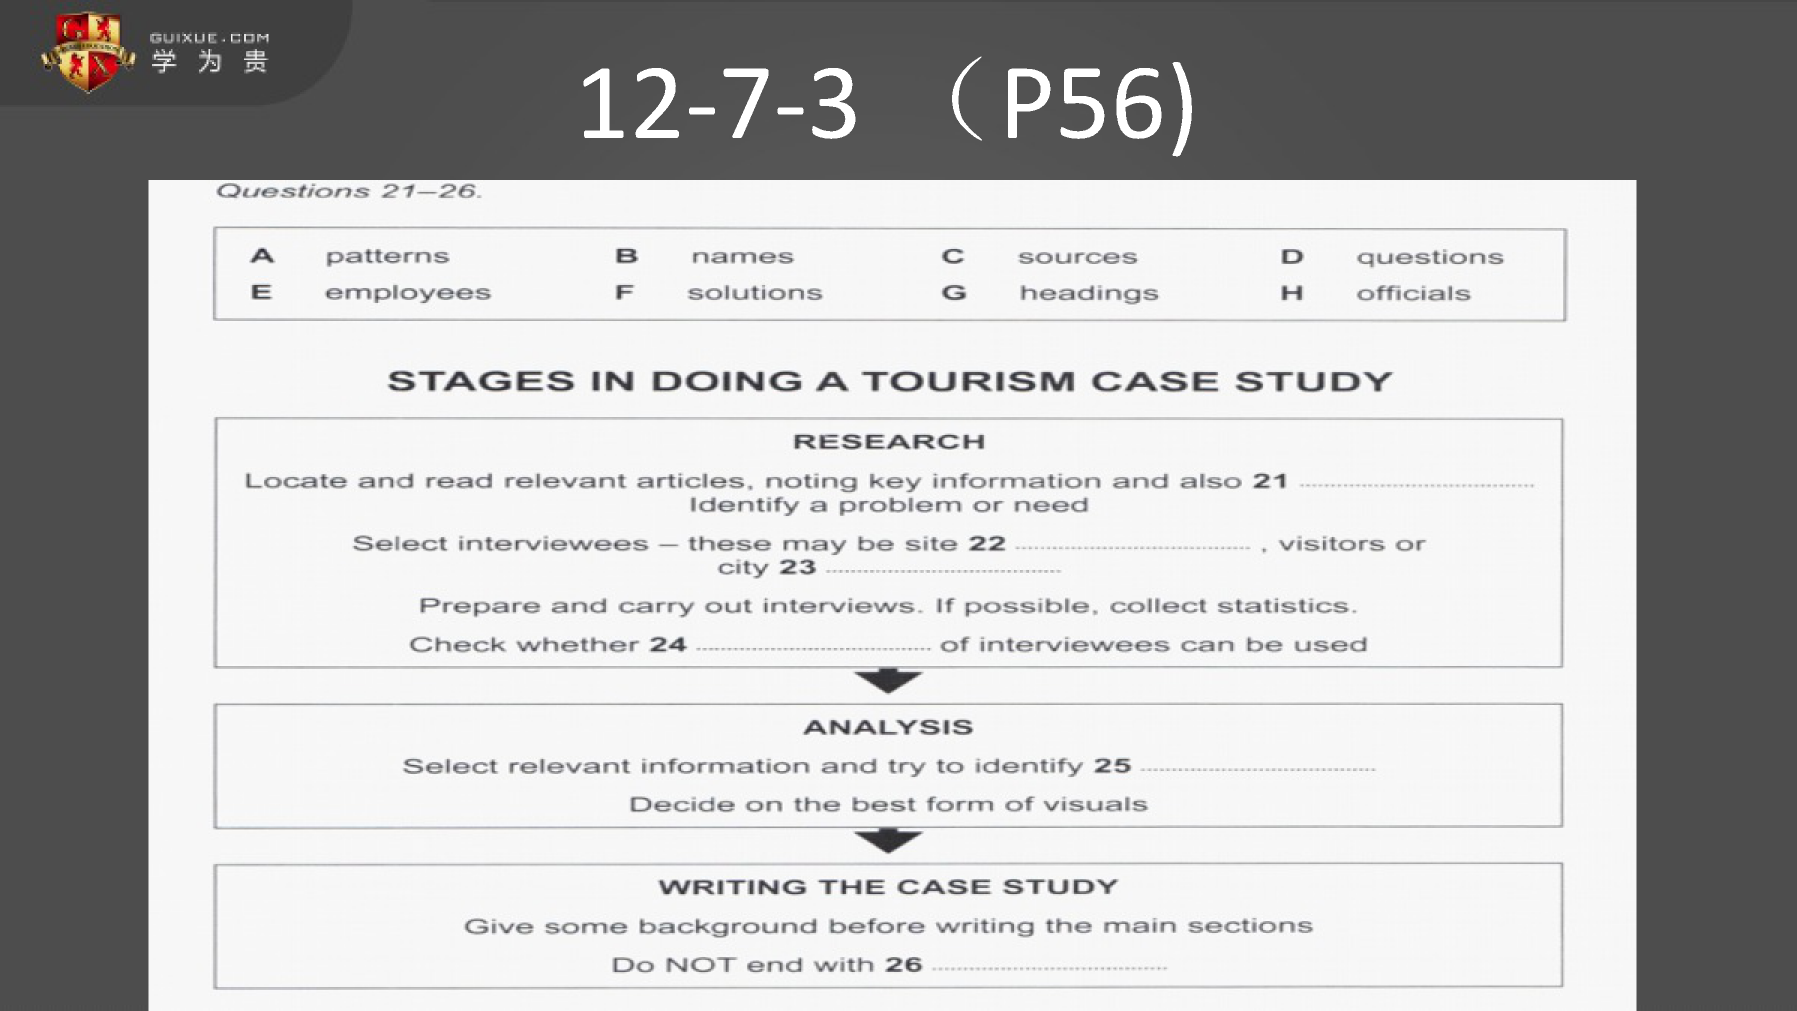 GUIXUE.COM
学为贵
12-7-3 （P56)
Questions 21–26.
A patterns B names C sources D questions
E employees F solutions G headings H officials
STAGES IN DOING A TOURISM CASE STUDY
RESEARCH
Locate and read relevant articles, noting key information and also 21 ........................................
Identify a problem or need
Select interviewees – these may be site 22 ........................................ , visitors or
city 23 ........................................
Prepare and carry out interviews. If possible, collect statistics.
Check whether 24 ........................................ of interviewees can be used
ANALYSIS
Select relevant information and try to identify 25 ........................................
Decide on the best form of visuals
WRITING THE CASE STUDY
Give some background before writing the main sections
Do NOT end with 26 ........................................